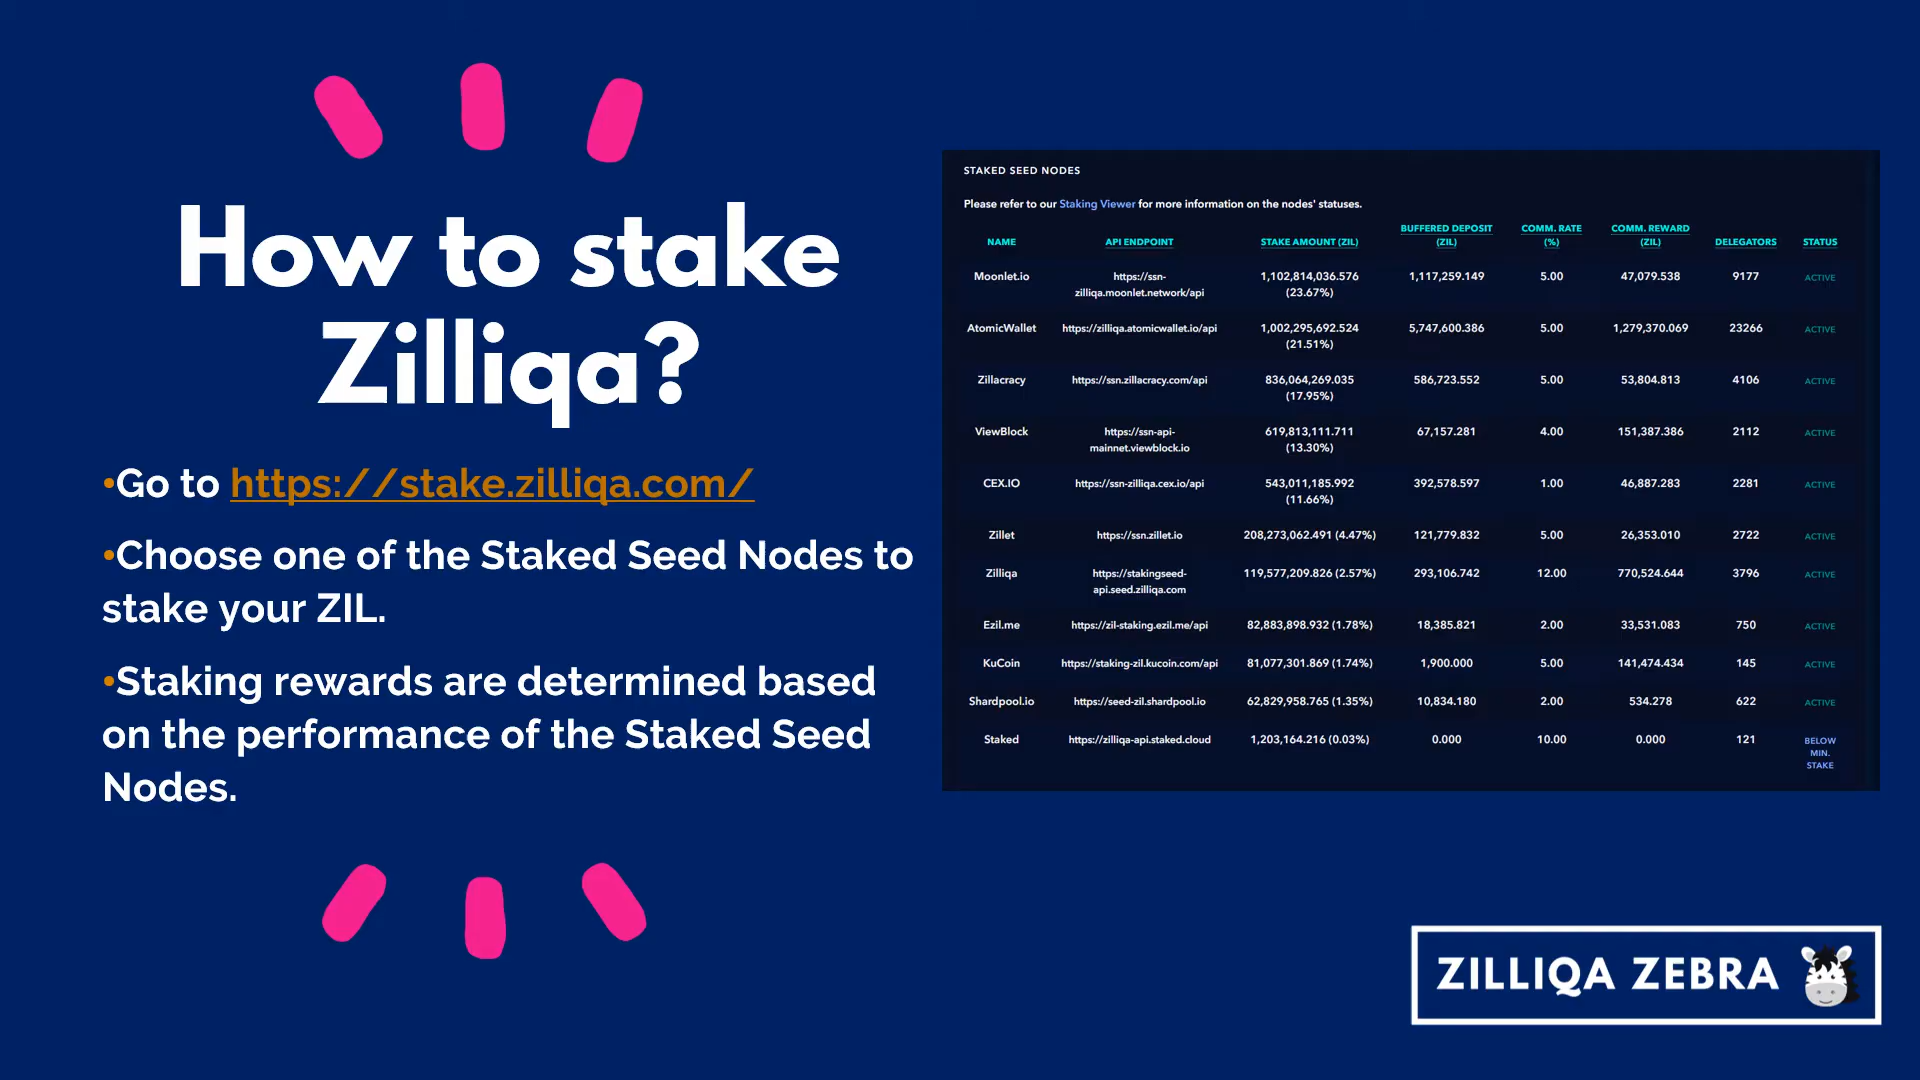 How to stake
Zilliqa?
•Go to https://stake.zilliqa.com/
•Choose one of the Staked Seed Nodes to
stake your ZIL.
•Staking rewards are determined based
on the performance of the Staked Seed
Nodes.
STAKED SEED NODES
Please refer to our Staking Viewer for more information on the nodes' statuses.
NAME API ENDPOINT STAKE AMOUNT (ZIL) BUFFERED DEPOSIT (ZIL) COMM. RATE (%) COMM. REWARD (ZIL) DELEGATORS STATUS
Moonlet.io https://ssn- 1,102,814,036.576 1,117,259.149 5.00 47,079.538 9177 ACTIVE
zilliqa.moonlet.network/api (23.67%)
AtomicWallet https://zilliqa.atomicwallet.io/api 1,002,295,692.524 5,747,600.386 5.00 1,279,370.069 23266 ACTIVE
(21.51%)
Zillacracy https://ssn.zillacracy.com/api 836,064,269.035 586,723.552 5.00 53,804.813 4106 ACTIVE
(17.95%)
ViewBlock https://ssn-api- 619,813,111.711 67,157.281 4.00 151,387.386 2112 ACTIVE
mainnet.viewblock.io (13.30%)
CEX.IO https://ssn-zilliqa.cex.io/api 543,011,185.992 392,578.597 1.00 46,887.283 2281 ACTIVE
(11.66%)
Zillet https://ssn.zillet.io 208,273,062.491 (4.47%) 121,779.832 5.00 26,353.010 2722 ACTIVE
Zilliqa https://stakingseed- 119,577,209.826 (2.57%) 293,106.742 12.00 770,524.644 3796 ACTIVE
api.seed.zilliqa.com
Ezil.me https://zil-staking.ezil.me/api 82,883,898.932 (1.78%) 18,385.821 2.00 33,531.083 750 ACTIVE
KuCoin https://staking-zil.kucoin.com/api 81,077,301.869 (1.74%) 1,900.000 5.00 141,474.434 145 ACTIVE
Shardpool.io https://seed-zil.shardpool.io 62,829,958.765 (1.35%) 10,834.180 2.00 534.278 622 ACTIVE
Staked https://zilliqa-api.staked.cloud 1,203,164.216 (0.03%) 0.000 10.00 0.000 121 BELOW
MIN.
STAKE
ZILLIQA ZEBRA